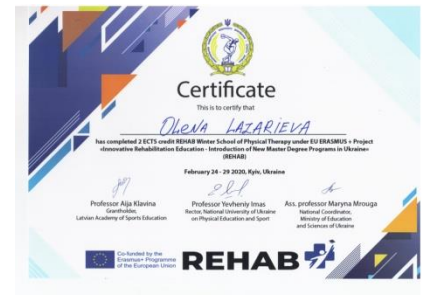 Certificate
This is to certify that
OLENA LAZARIEVA
has completed 2 ECTS credit REHAB Winter School of Physical Therapy under EU ERASMUS + Project
«Innovative Rehabilitation Education - Introduction of New Master Degree Programs in Ukraine»
(REHAB)
February 24 - 29 2020, Kyiv, Ukraine
Professor Aija Klavina
Grantholder,
Latvian Academy of Sports Education
Professor Yevheniy Imas
Rector, National University of Ukraine
on Physical Education and Sport
Ass. professor Maryna Mrouga
National Coordinator,
Ministry of Education
and Sciences of Ukraine
Co-funded by the
Erasmus+ Programme
of the European Union
REHAB